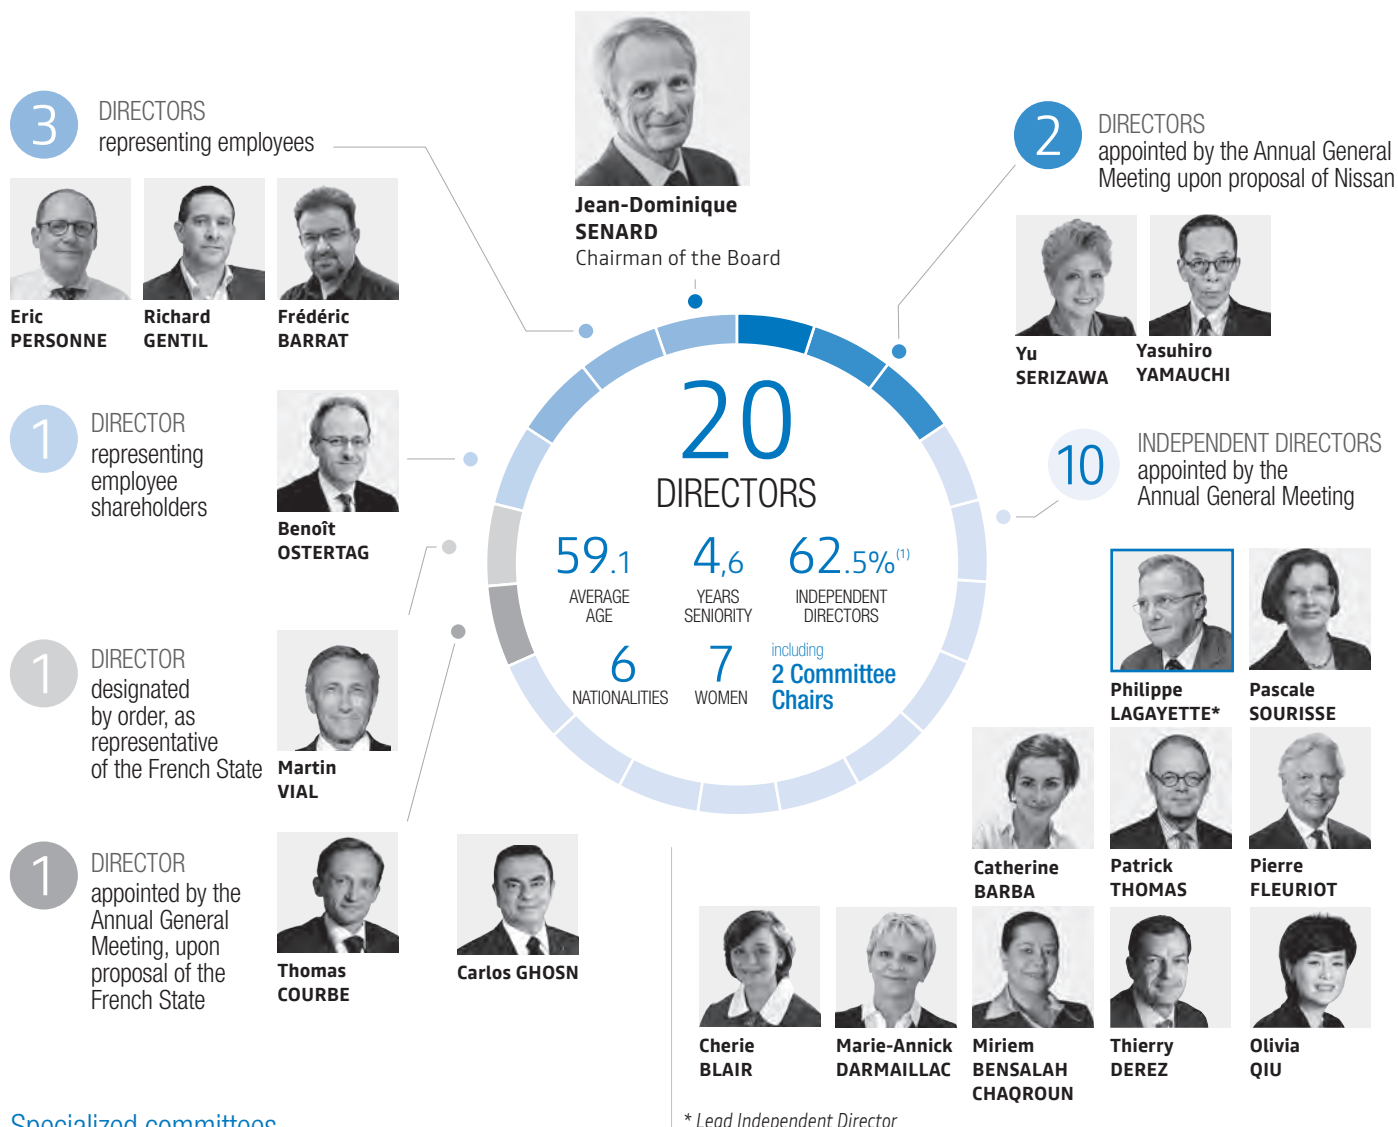 3
DIRECTORS
representing employees
Eric
PERSONNE
Richard
GENTIL
Frédéric
BARRAT
Jean-Dominique
SENARD
Chairman of the Board
2
DIRECTORS
appointed by the Annual General
Meeting upon proposal of Nissan
Yu
SERIZAWA
Yasuhiro
YAMAUCHI
1
DIRECTOR
representing
employee
shareholders
Benoît
OSTERTAG
20
DIRECTORS
59.1
AVERAGE
AGE
4,6
YEARS
SENIORITY
62.5%(1)
INDEPENDENT
DIRECTORS
6
NATIONALITIES
7
WOMEN
including
2 Committee
Chairs
10
INDEPENDENT DIRECTORS
appointed by the
Annual General Meeting
1
DIRECTOR
designated
by order, as
representative
of the French State
Martin
VIAL
1
DIRECTOR
appointed by the
Annual General
Meeting, upon
proposal of the
French State
Thomas
COURBE
Carlos GHOSN
Philippe
LAGAYETTE*
Pascale
SOURISSE
Catherine
BARBA
Patrick
THOMAS
Pierre
FLEURIOT
Cherie
BLAIR
Marie-Annick
DARMAILLAC
Miriem
BENSALAH
CHAQROUN
Thierry
DEREZ
Olivia
QIU
* Lead Independent Director
Specialized committees